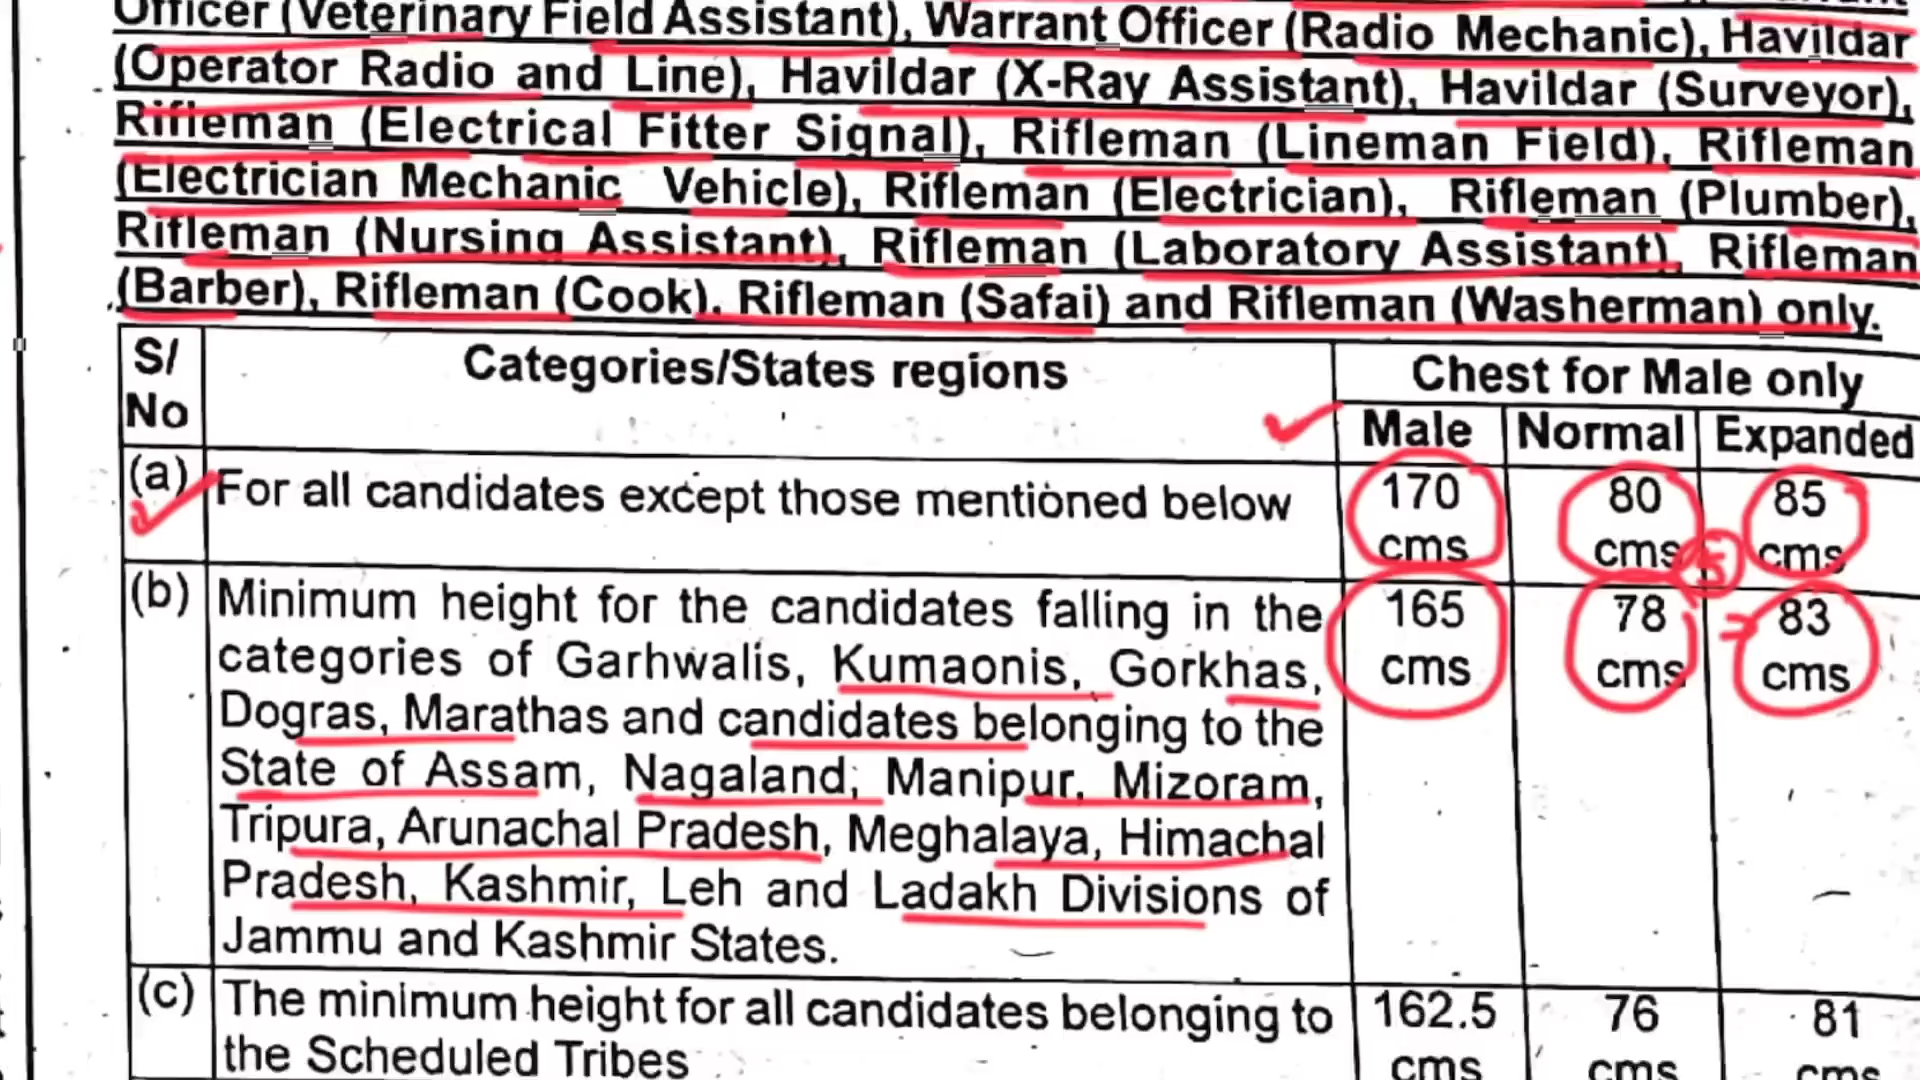 Officer (Veterinary Field Assistant), Warrant Officer (Radio Mechanic), Havildar
(Operator Radio and Line), Havildar (X-Ray Assistant), Havildar (Surveyor),
Rifleman (Electrical Fitter Signal), Rifleman (Lineman Field), Rifleman
(Electrician Mechanic Vehicle), Rifleman (Electrician), Rifleman (Plumber),
Rifleman (Nursing Assistant), Rifleman (Laboratory Assistant), Rifleman
(Barber), Rifleman (Cook), Rifleman (Safai) and Rifleman (Washerman) only.
S/
No
Categories/States regions
Chest for Male only
Male Normal Expanded
(a) For all candidates except those mentioned below
170
cms
80
cms
85
cms
5
(b) Minimum height for the candidates falling in the
categories of Garhwalis, Kumaonis, Gorkhas,
Dogras, Marathas and candidates belonging to the
State of Assam, Nagaland, Manipur, Mizoram,
Tripura, Arunachal Pradesh, Meghalaya, Himachal
Pradesh, Kashmir, Leh and Ladakh Divisions of
Jammu and Kashmir States.
165
cms
78
cms
=
83
cms
(c) The minimum height for all candidates belonging to
the Scheduled Tribes
162.5
cms
76
cms
81
cms